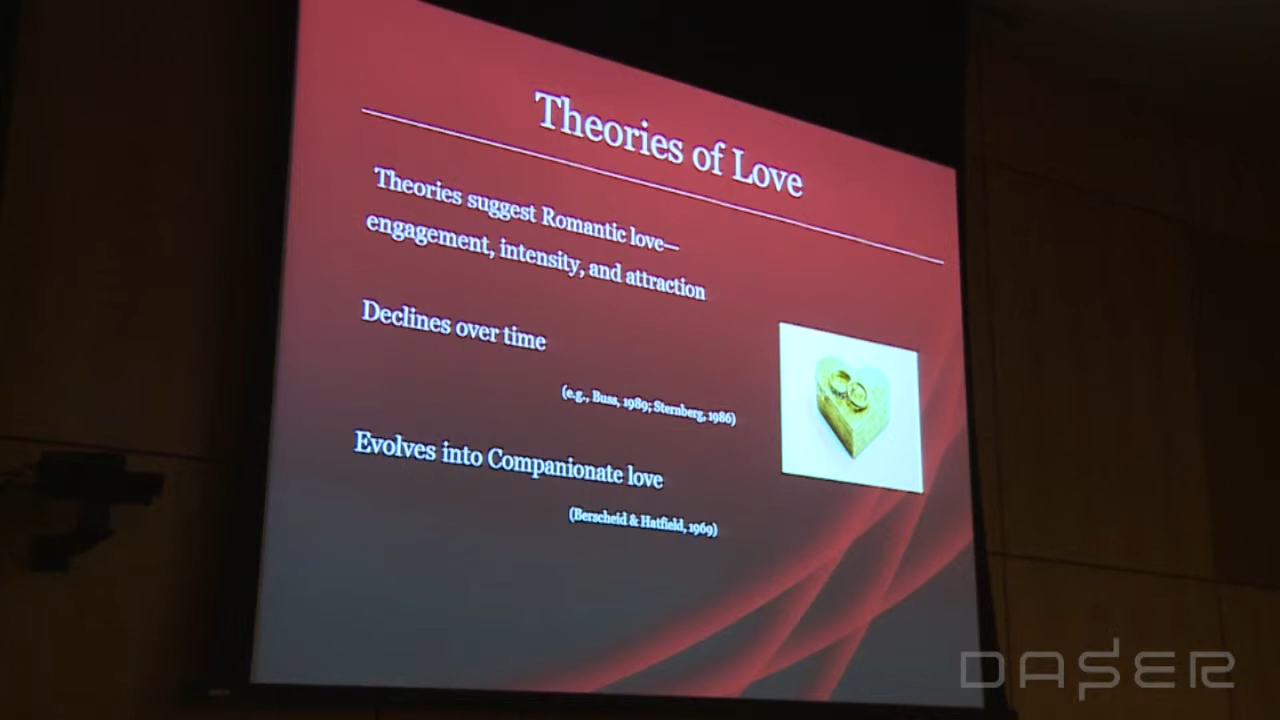 Theories of Love
Theories suggest Romantic love—
engagement, intensity, and attraction
Declines over time
(e.g., Buss, 1989; Sternberg, 1986)
Evolves into Companionate love
(Berscheid & Hatfield, 1969)
DASER